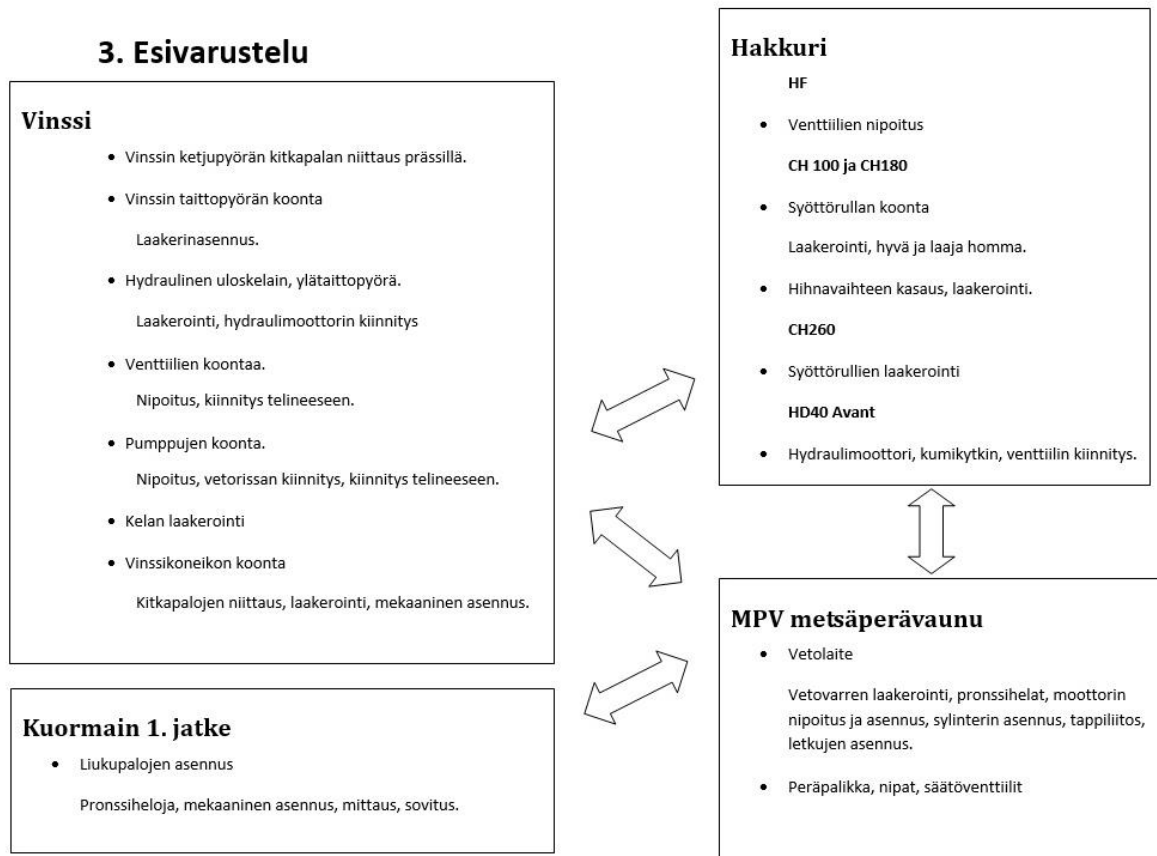 3. Esivarustelu
Vinssi
• Vinssin ketjupyörän kitkapalan niittaus prässillä.
• Vinssin taittopyörän koonta
Laakerinasennus.
• Hydraulinen uloskelain, ylätaittopyörä.
Laakerointi, hydraulimoottorin kiinnitys
• Venttiilien koontaa.
Nipoitus, kiinnitys telineeseen.
• Pumppujen koonta.
Nipoitus, vetorissan kiinnitys, kiinnitys telineeseen.
• Kelan laakerointi
• Vinssikoneikon koonta
Kitkapalojen niittaus, laakerointi, mekaaninen asennus.
Kuormain 1. jatke
• Liukupalojen asennus
Pronssiheloja, mekaaninen asennus, mittaus, sovitus.
Hakkuri
HF
• Venttiilien nipoitus
CH 100 ja CH180
• Syöttörullan koonta
Laakerointi, hyvä ja laaja homma.
• Hihnavaihteen kasaus, laakerointi.
CH260
• Syöttörullien laakerointi
HD40 Avant
• Hydraulimoottori, kumikytkin, venttiilin kiinnitys.
MPV metsäperävaunu
• Vetolaite
Vetovarren laakerointi, pronssihelat, moottorin
nipoitus ja asennus, sylinterin asennus, tappiliitos,
letkujen asennus.
• Peräpalikka, nipat, säätöventtiilit